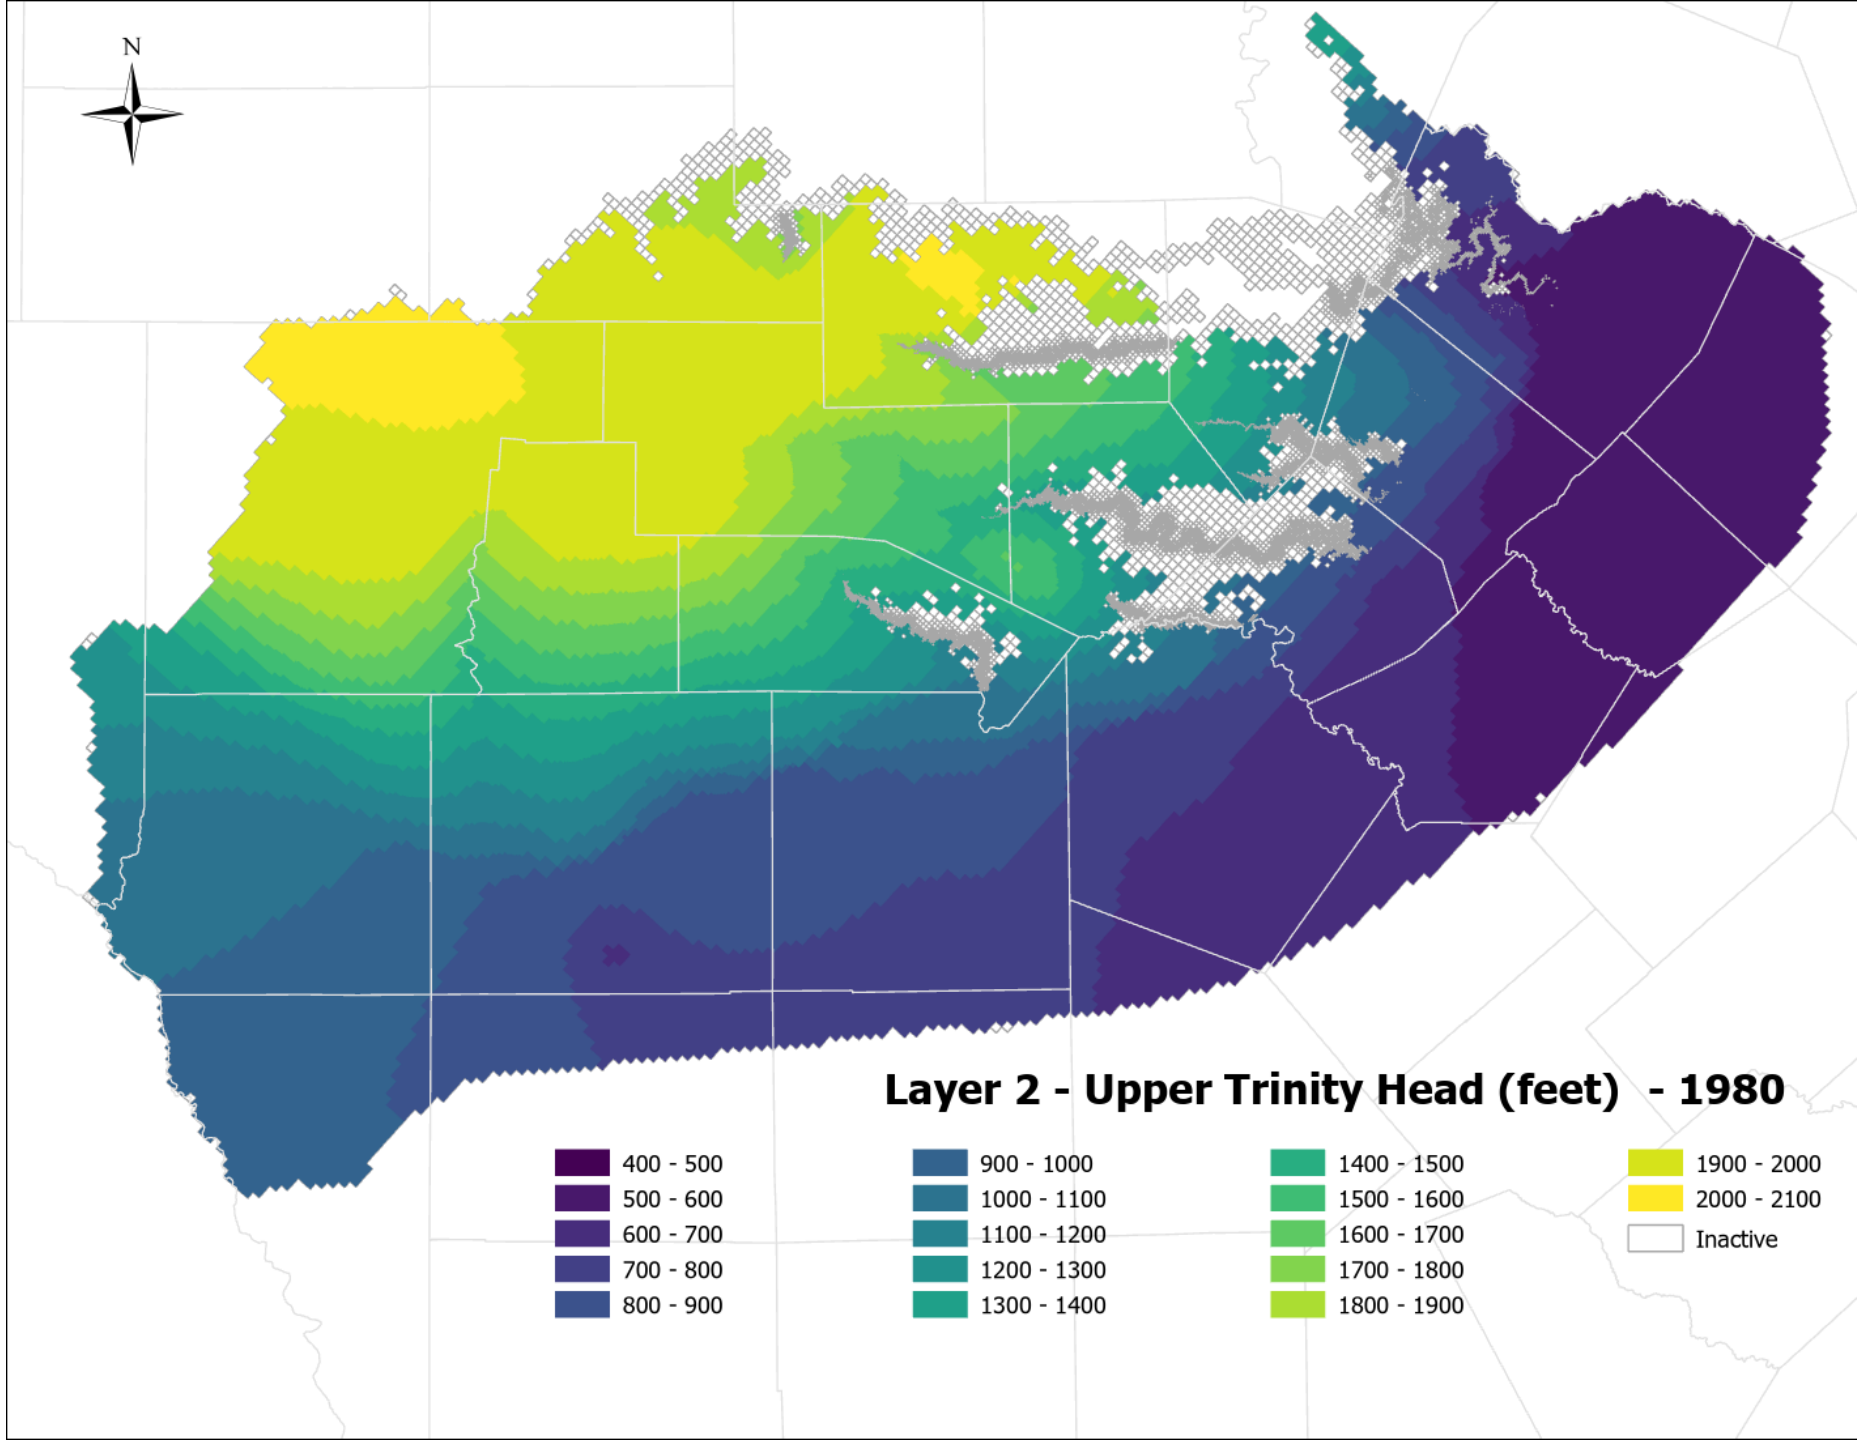 N
Layer 2 - Upper Trinity Head (feet) - 1980
400 - 500
500 - 600
600 - 700
700 - 800
800 - 900
900 - 1000
1000 - 1100
1100 - 1200
1200 - 1300
1300 - 1400
1400 - 1500
1500 - 1600
1600 - 1700
1700 - 1800
1800 - 1900
1900 - 2000
2000 - 2100
Inactive